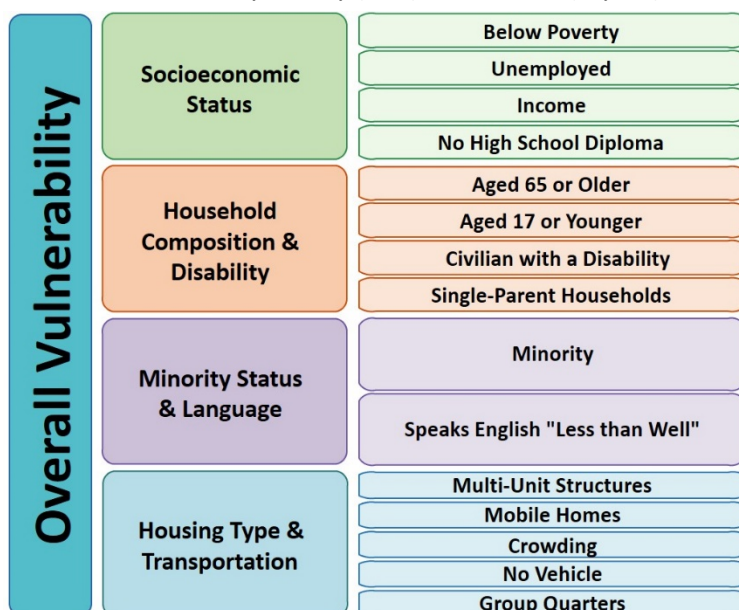 Overall Vulnerability
Socioeconomic
Status
Below Poverty
Unemployed
Income
No High School Diploma
Household
Composition &
Disability
Aged 65 or Older
Aged 17 or Younger
Civilian with a Disability
Single-Parent Households
Minority Status
& Language
Minority
Speaks English "Less than Well"
Housing Type &
Transportation
Multi-Unit Structures
Mobile Homes
Crowding
No Vehicle
Group Quarters